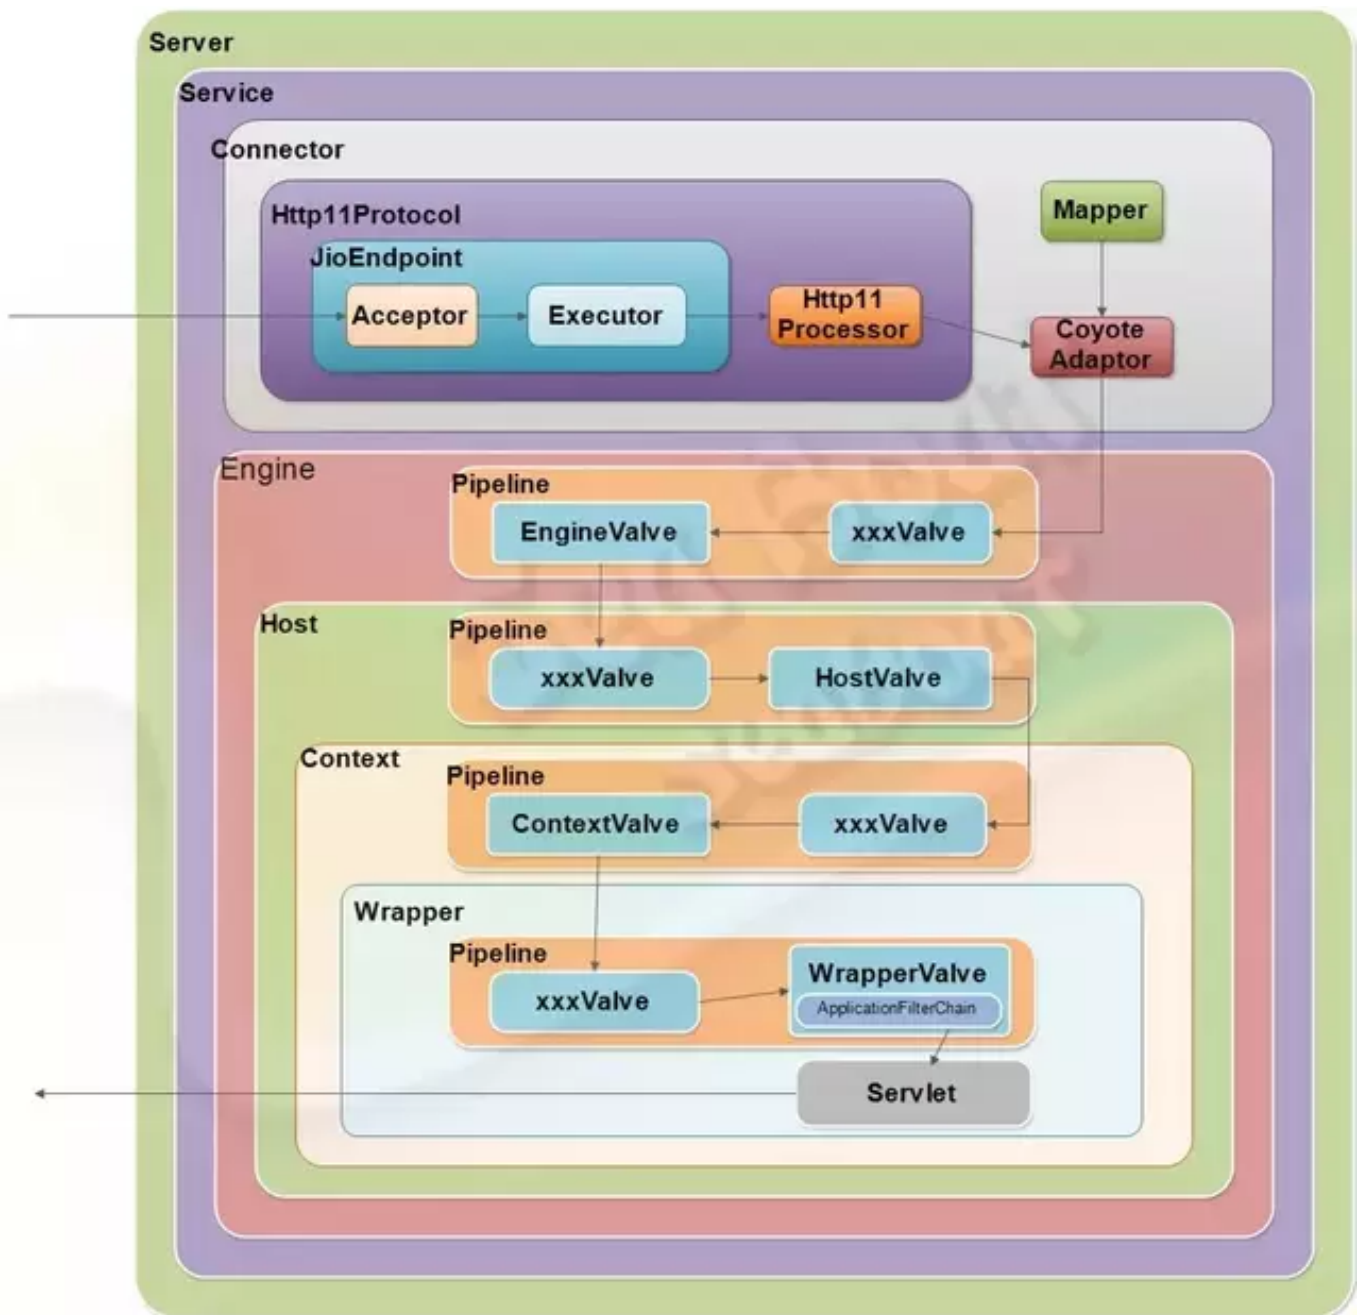 Server
Service
Connector
Http11Protocol
Mapper
JioEndpoint
Acceptor
Executor
Http11
Processor
Coyote
Adaptor
Engine
Pipeline
EngineValve
xxxValve
Host
Pipeline
xxxValve
HostValve
Context
Pipeline
ContextValve
xxxValve
Wrapper
Pipeline
xxxValve
WrapperValve
ApplicationFilterChain
Servlet